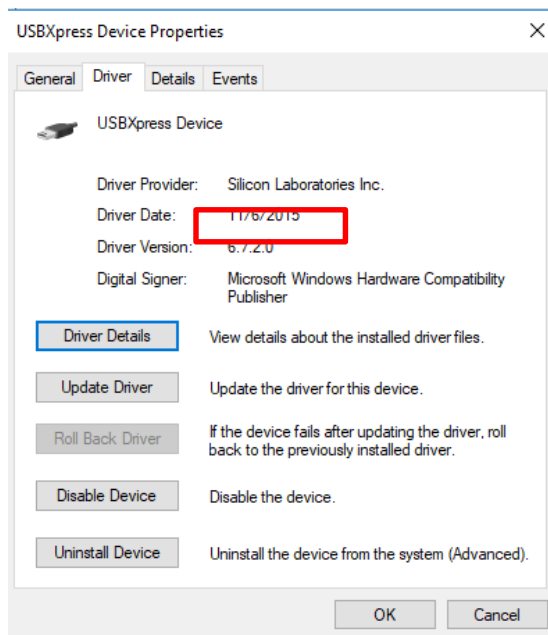 USBXpress Device Properties
General Driver Details Events
USBXpress Device
Driver Provider: Silicon Laboratories Inc.
Driver Date: 11/6/2015
Driver Version: 6.7.2.0
Digital Signer: Microsoft Windows Hardware Compatibility
Publisher
Driver Details View details about the installed driver files.
Update Driver Update the driver for this device.
Roll Back Driver If the device fails after updating the driver, roll
back to the previously installed driver.
Disable Device Disable the device.
Uninstall Device Uninstall the device from the system (Advanced).
OK Cancel